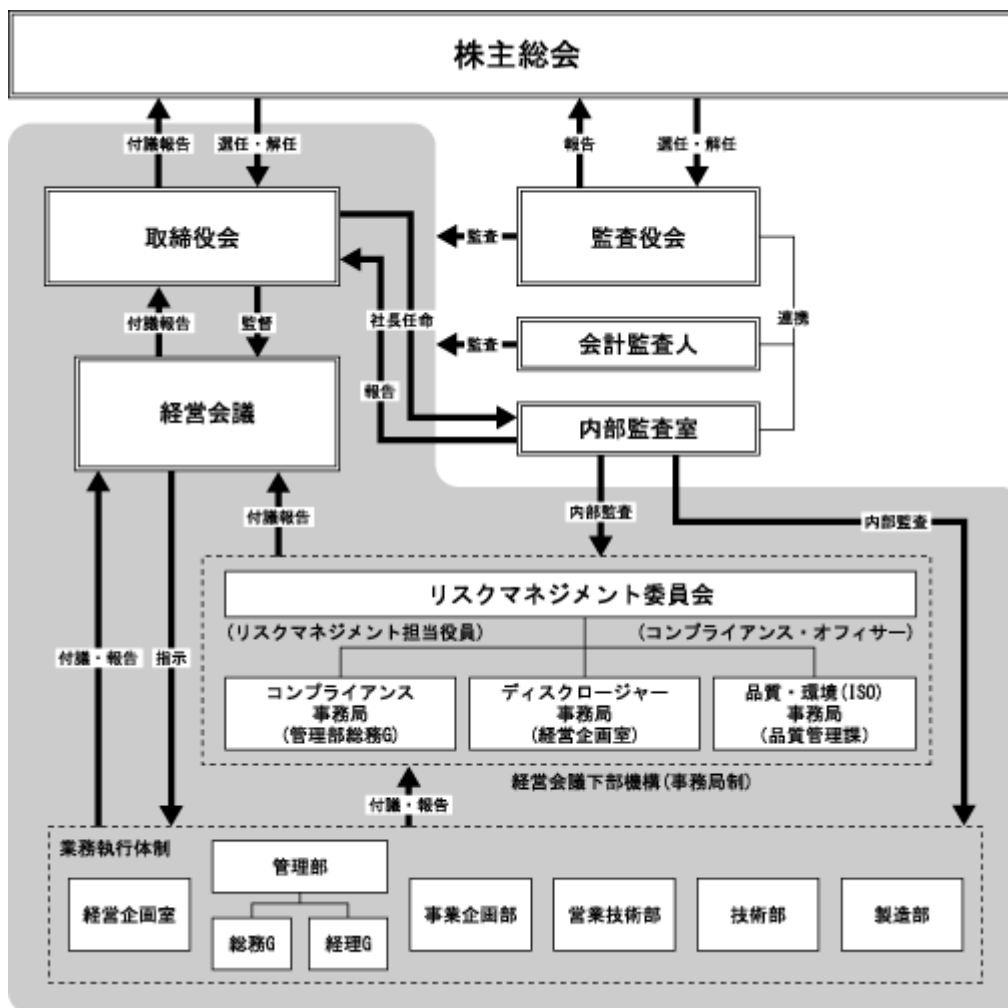 株主総会
付議報告
選任・解任
報告
選任・解任
取締役会
監査
監査役会
付議報告
監督
社長任命
監査
会計監査人
連携
経営会議
報告
内部監査室
付議報告
内部監査
内部監査
リスクマネジメント委員会
(リスクマネジメント担当役員)
(コンプライアンス・オフィサー)
付議・報告
指示
コンプライアンス
事務局
(管理部総務G)
ディスクロージャー
事務局
(経営企画室)
品質・環境(ISO)
事務局
(品質管理課)
経営会議下部機構(事務局制)
付議・報告
業務執行体制
経営企画室
管理部
総務G
経理G
事業企画部
営業技術部
技術部
製造部